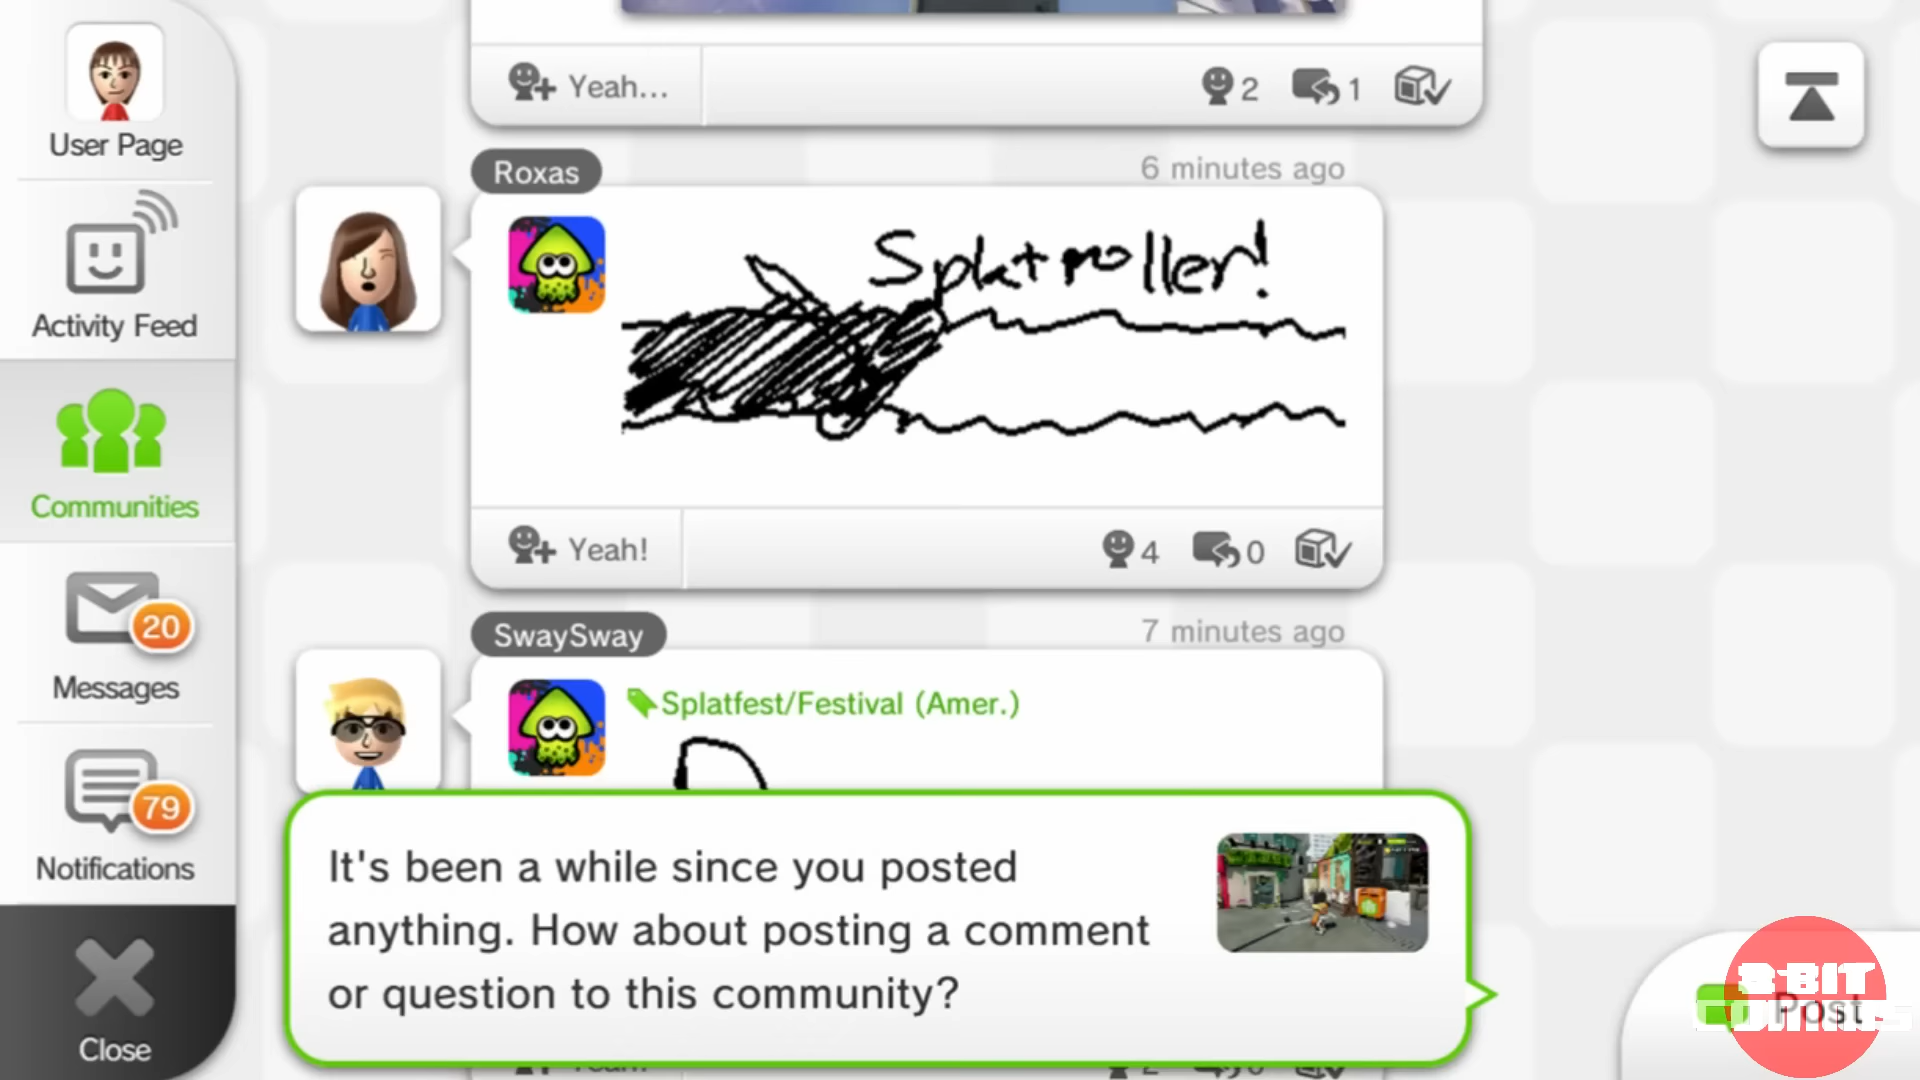 User Page
Yeah...
2
1
Roxas
6 minutes ago
Activity Feed
Splatroller!
Communities
Yeah!
4
0
SwaySway
7 minutes ago
20
Messages
Splatfest/Festival (Amer.)
79
Notifications
It's been a while since you posted
anything. How about posting a comment
or question to this community?
Post
Close